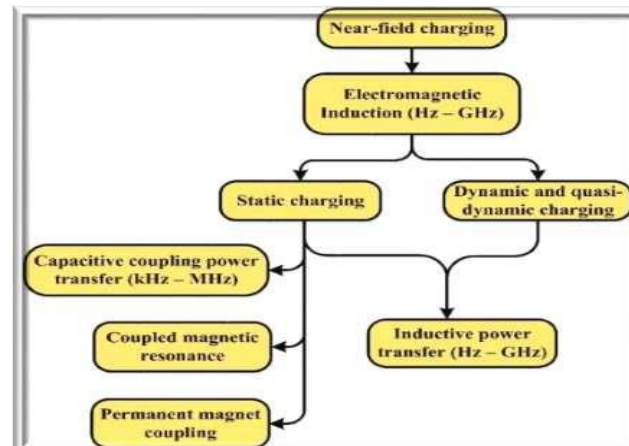 Near-field charging
Electromagnetic
Induction (Hz – GHz)
Static charging
Dynamic and quasi-
dynamic charging
Capacitive coupling power
transfer (kHz – MHz)
Coupled magnetic
resonance
Inductive power
transfer (Hz – GHz)
Permanent magnet
coupling